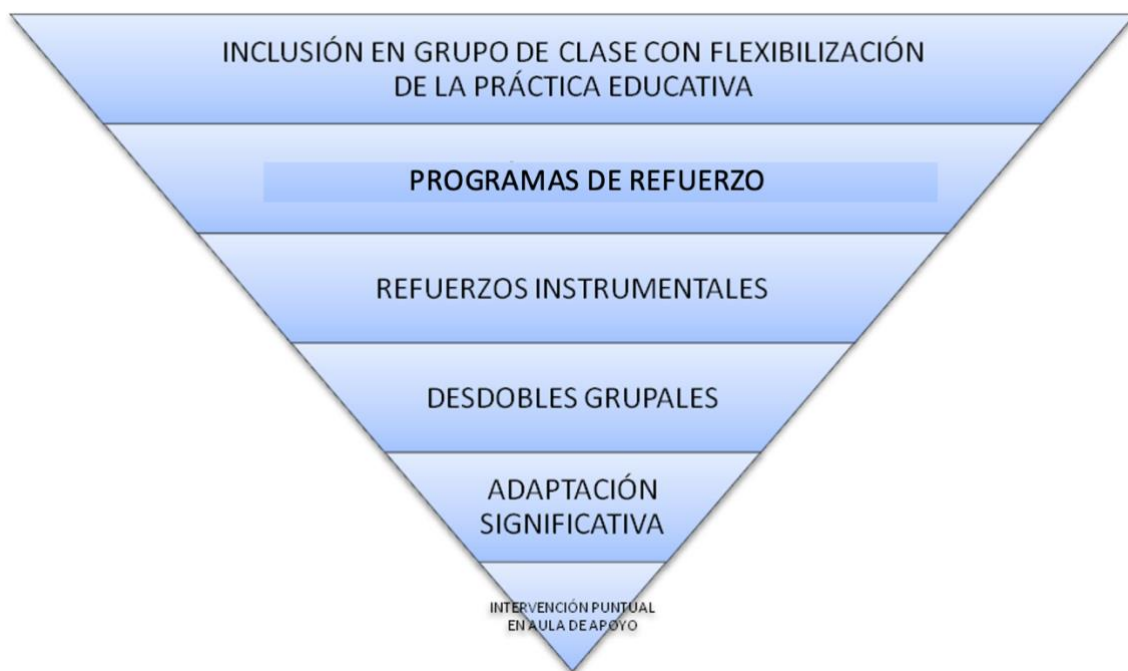 INCLUSIÓN EN GRUPO DE CLASE CON FLEXIBILIZACIÓN
DE LA PRÁCTICA EDUCATIVA
PROGRAMAS DE REFUERZO
REFUERZOS INSTRUMENTALES
DESDOBLES GRUPALES
ADAPTACIÓN
SIGNIFICATIVA
INTERVENCIÓN PUNTUAL
EN AULA DE APOYO